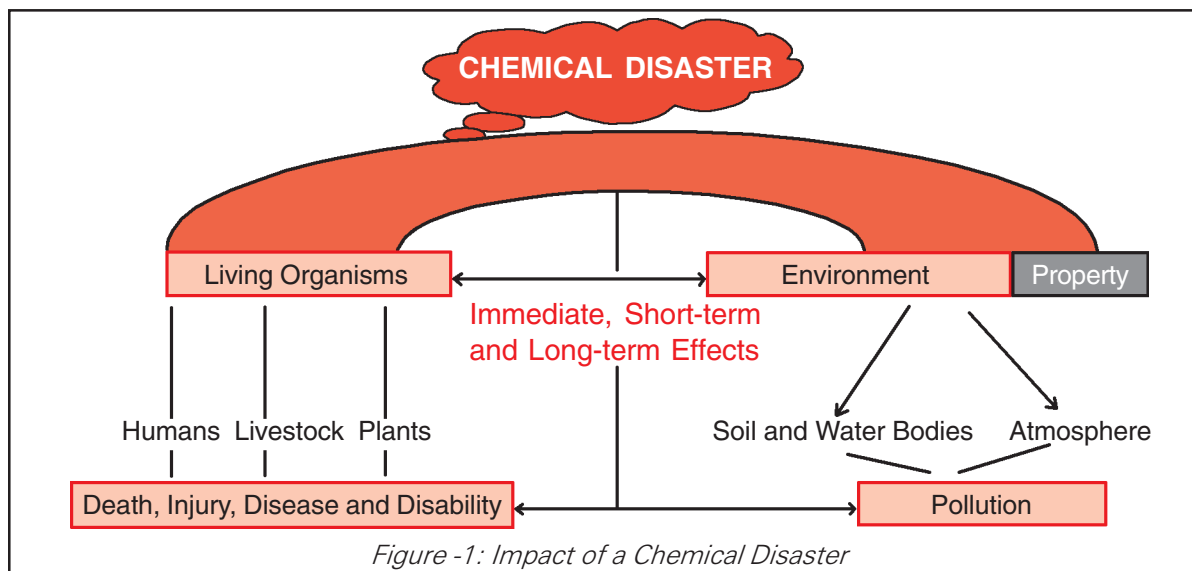 CHEMICAL DISASTER
Living Organisms
Environment
Property
Immediate, Short-term
and Long-term Effects
Humans Livestock Plants
Soil and Water Bodies
Atmosphere
Death, Injury, Disease and Disability
Pollution
Figure -1: Impact of a Chemical Disaster